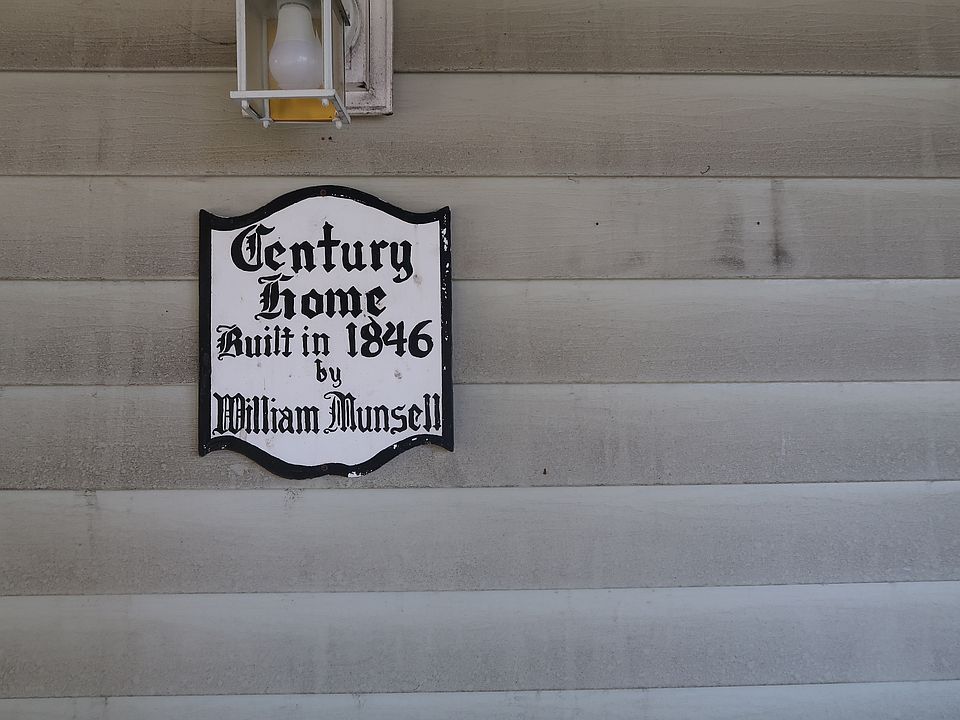 Century
Home
Built in 1846
by
William Munsell